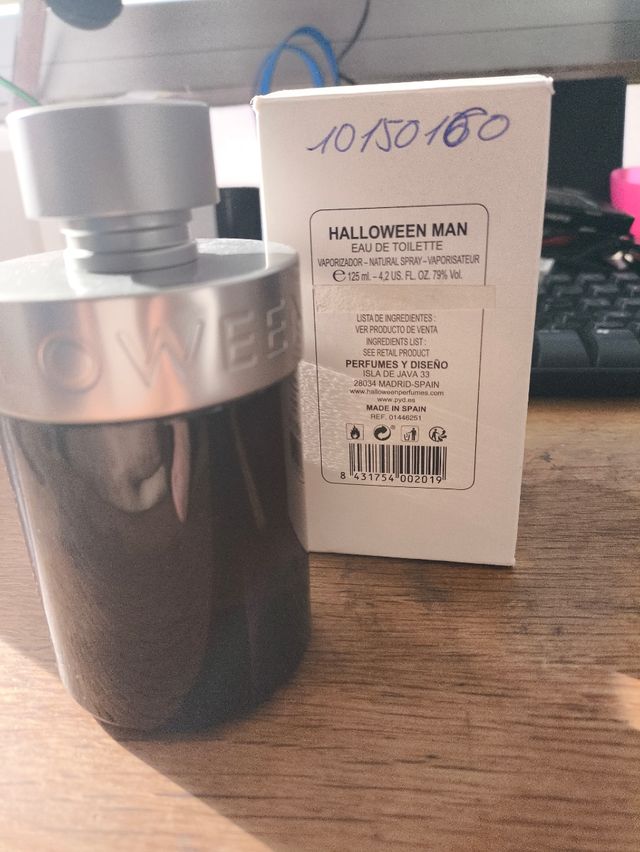 10150160
HALLOWEEN MAN
EAU DE TOILETTE
VAPORIZADOR – NATURAL SPRAY – VAPORISATEUR
℮ 125 ml. – 4,2 US. FL. OZ. 79% Vol.
LISTA DE INGREDIENTES :
VER PRODUCTO DE VENTA
INGREDIENTS LIST :
SEE RETAIL PRODUCT
PERFUMES Y DISEÑO
ISLA DE JAVA 33
28034 MADRID-SPAIN
www.halloweenperfumes.com
www.pyd.es
MADE IN SPAIN
REF. 01446251
8 431754 002019
OWEEN